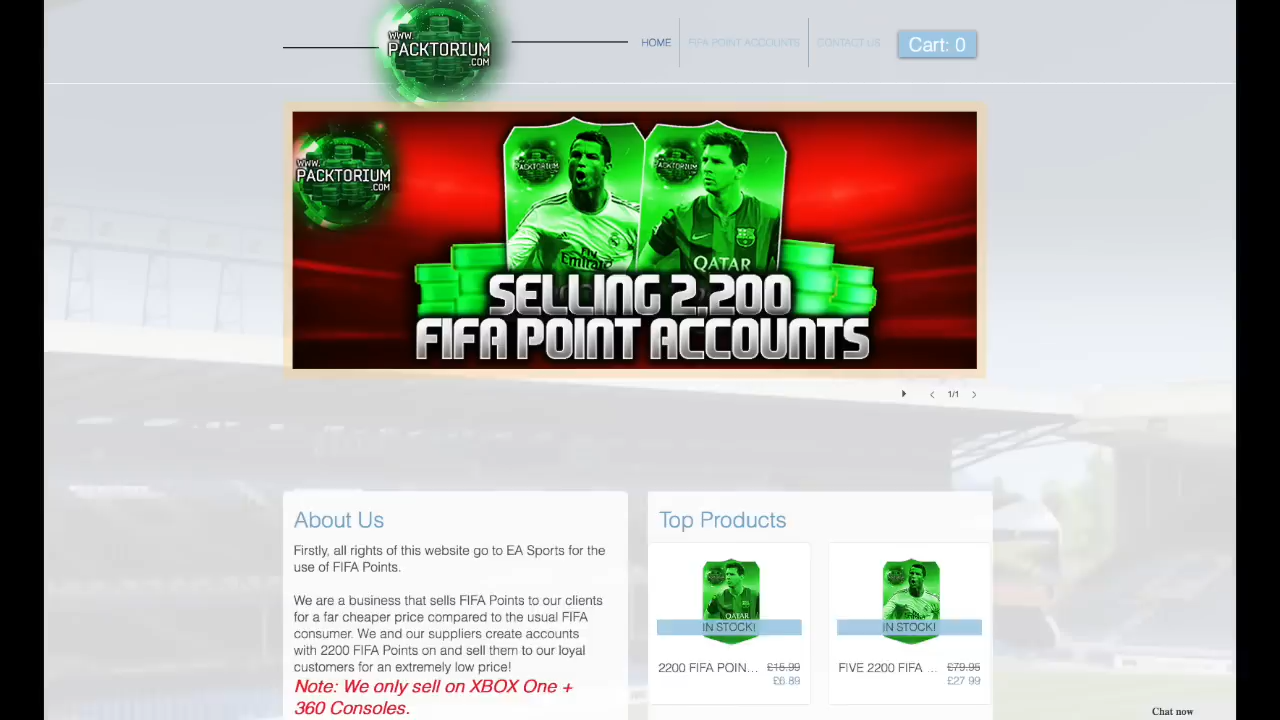 WWW.
PACKTORIUM
.COM
HOME
FIFA POINT ACCOUNTS
CONTACT US
Cart: 0
WWW.
PACKTORIUM
.COM
PACKTORIUM
PACKTORIUM
Fly
Emirates
QATAR
SELLING 2,200
FIFA POINT ACCOUNTS
1/1
About Us
Firstly, all rights of this website go to EA Sports for the
use of FIFA Points.
We are a business that sells FIFA Points to our clients
for a far cheaper price compared to the usual FIFA
consumer. We and our suppliers create accounts
with 2200 FIFA Points on and sell them to our loyal
customers for an extremely low price!
Note: We only sell on XBOX One +
360 Consoles.
Top Products
IN STOCK!
2200 FIFA POIN... £15.99
£6.89
IN STOCK!
FIVE 2200 FIFA ... £79.95
£27.99
Chat now